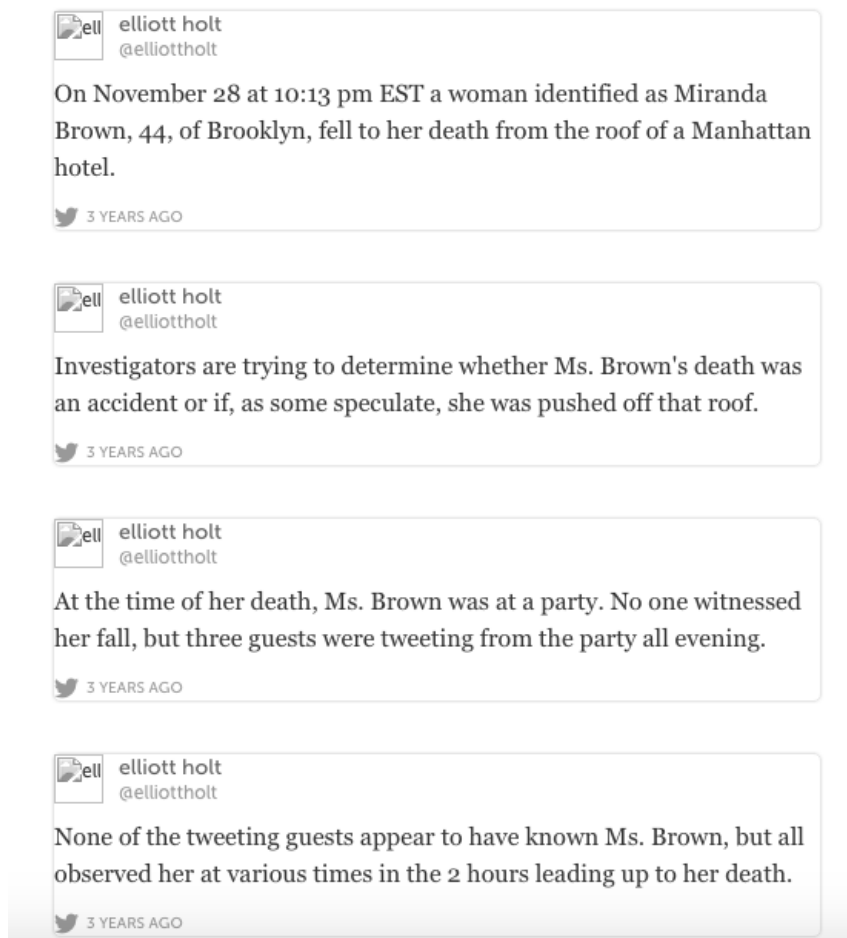 ell
elliott holt
@elliottholt
On November 28 at 10:13 pm EST a woman identified as Miranda
Brown, 44, of Brooklyn, fell to her death from the roof of a Manhattan
hotel.
3 YEARS AGO
ell
elliott holt
@elliottholt
Investigators are trying to determine whether Ms. Brown's death was
an accident or if, as some speculate, she was pushed off that roof.
3 YEARS AGO
ell
elliott holt
@elliottholt
At the time of her death, Ms. Brown was at a party. No one witnessed
her fall, but three guests were tweeting from the party all evening.
3 YEARS AGO
ell
elliott holt
@elliottholt
None of the tweeting guests appear to have known Ms. Brown, but all
observed her at various times in the 2 hours leading up to her death.
3 YEARS AGO